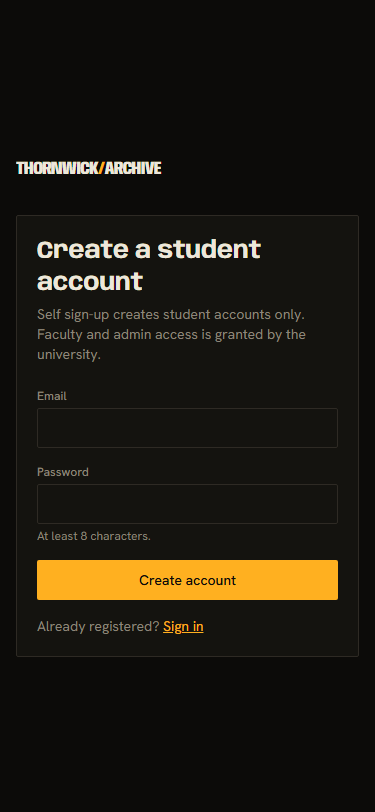 THORNWICK/ARCHIVE
Create a student
account
Self sign-up creates student accounts only.
Faculty and admin access is granted by the
university.
Email
Password
At least 8 characters.
Create account
Already registered? Sign in